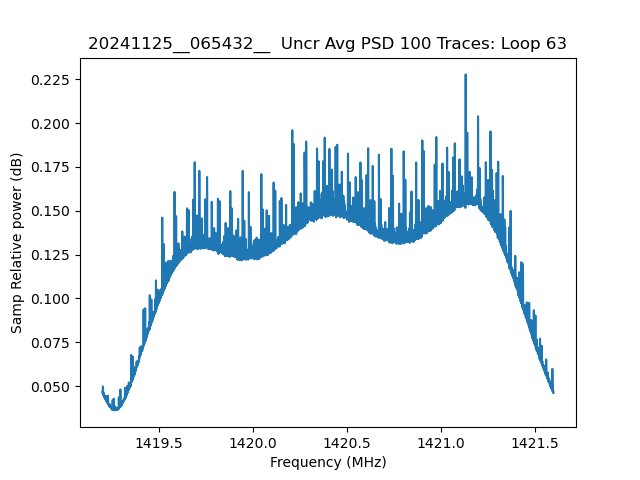 20241125__065432__  Uncr Avg PSD 100 Traces: Loop 63
0.225
0.200
0.175
0.150
0.125
0.100
0.075
0.050
Samp Relative power (dB)
1419.5 1420.0 1420.5 1421.0 1421.5
Frequency (MHz)